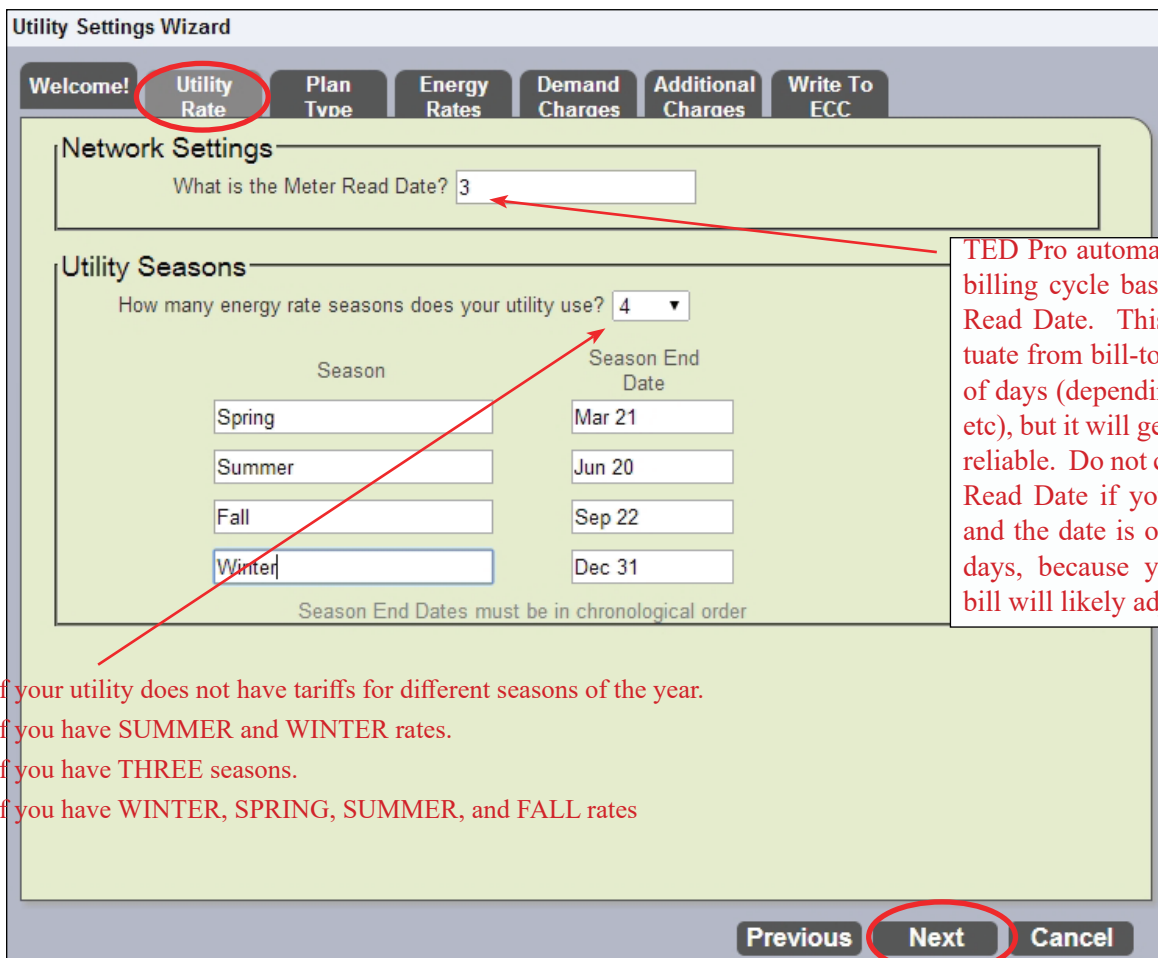 Utility Settings Wizard
Welcome!
Utility
Rate
Plan
Type
Energy
Rates
Demand
Charges
Additional
Charges
Write To
ECC
Network Settings
What is the Meter Read Date? 3
Utility Seasons
How many energy rate seasons does your utility use? 4
Season
Season End
Date
Spring Mar 21
Summer Jun 20
Fall Sep 22
Winter Dec 31
Season End Dates must be in chronological order
TED Pro automa
billing cycle bas
Read Date. This
tuate from bill-to
of days (dependi
etc), but it will ge
reliable. Do not
Read Date if yo
and the date is o
days, because y
bill will likely ad
f your utility does not have tariffs for different seasons of the year.
f you have SUMMER and WINTER rates.
f you have THREE seasons.
f you have WINTER, SPRING, SUMMER, and FALL rates
Previous
Next
Cancel